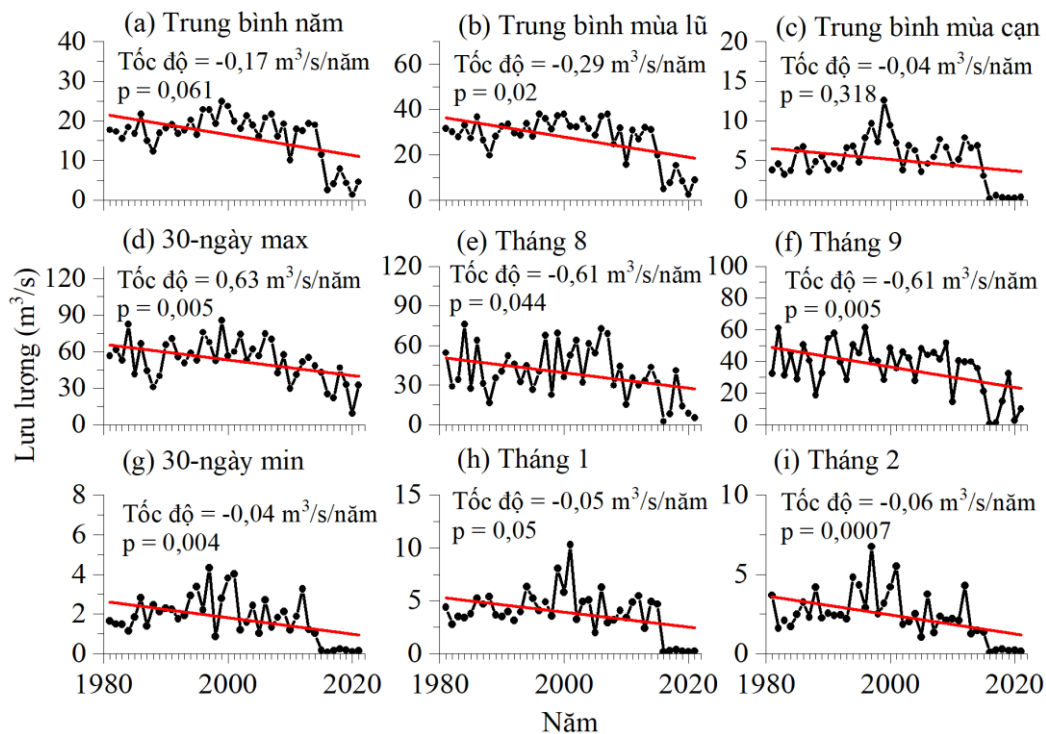 (a) Trung bình năm
(b) Trung bình mùa lũ
(c) Trung bình mùa cạn
40
30
20
10
0
Tốc độ = -0,17 m³/s/năm
p = 0,061
60
40
20
0
Tốc độ = -0,29 m³/s/năm
p = 0,02
20
15
10
5
0
Tốc độ = -0,04 m³/s/năm
p = 0,318
(d) 30-ngày max
(e) Tháng 8
(f) Tháng 9
120
90
60
30
0
Tốc độ = 0,63 m³/s/năm
p = 0,005
120
90
60
30
0
Tốc độ = -0,61 m³/s/năm
p = 0,044
100
80
60
40
20
0
Tốc độ = -0,61 m³/s/năm
p = 0,005
Lưu lượng (m³/s)
(g) 30-ngày min
(h) Tháng 1
(i) Tháng 2
8
6
4
2
0
Tốc độ = -0,04 m³/s/năm
p = 0,004
15
10
5
0
Tốc độ = -0,05 m³/s/năm
p = 0,05
10
5
0
Tốc độ = -0,06 m³/s/năm
p = 0,0007
1980 2000 2020
1980 2000 2020
1980 2000 2020
Năm